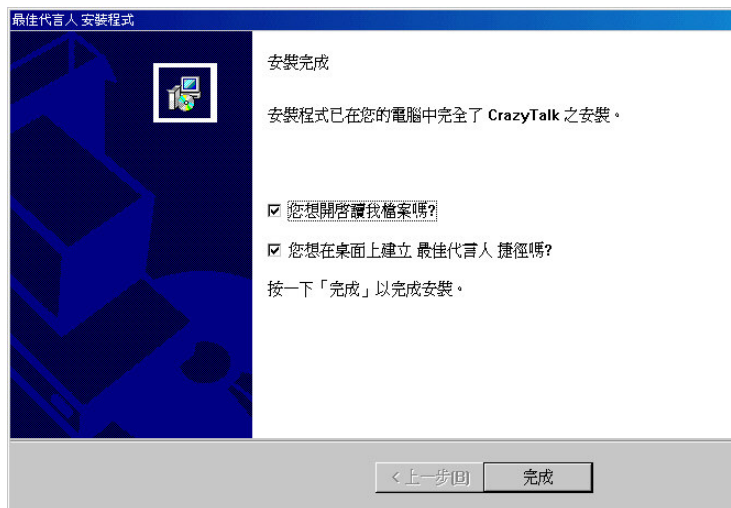 最佳代言人 安裝程式
安裝完成
安裝程式已在您的電腦中完全了 CrazyTalk 之安裝。
您想開啓讀我檔案嗎?
您想在桌面上建立 最佳代言人 捷徑嗎?
按一下「完成」以完成安裝。
< 上一步(B) 完成